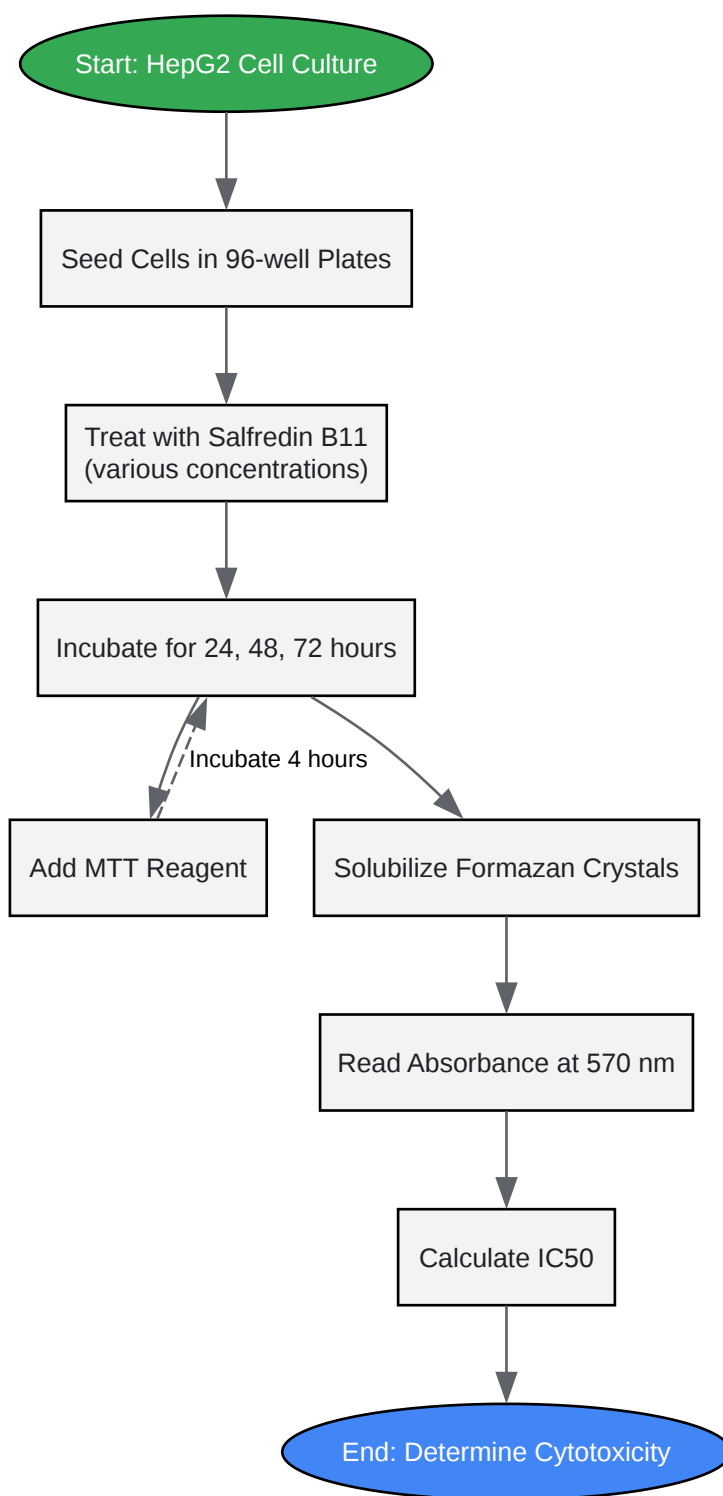 Start: HepG2 Cell Culture
Seed Cells in 96-well Plates
Treat with Salfredin B11
(various concentrations)
Incubate for 24, 48, 72 hours
Incubate 4 hours
Add MTT Reagent
Solubilize Formazan Crystals
Read Absorbance at 570 nm
Calculate IC50
End: Determine Cytotoxicity